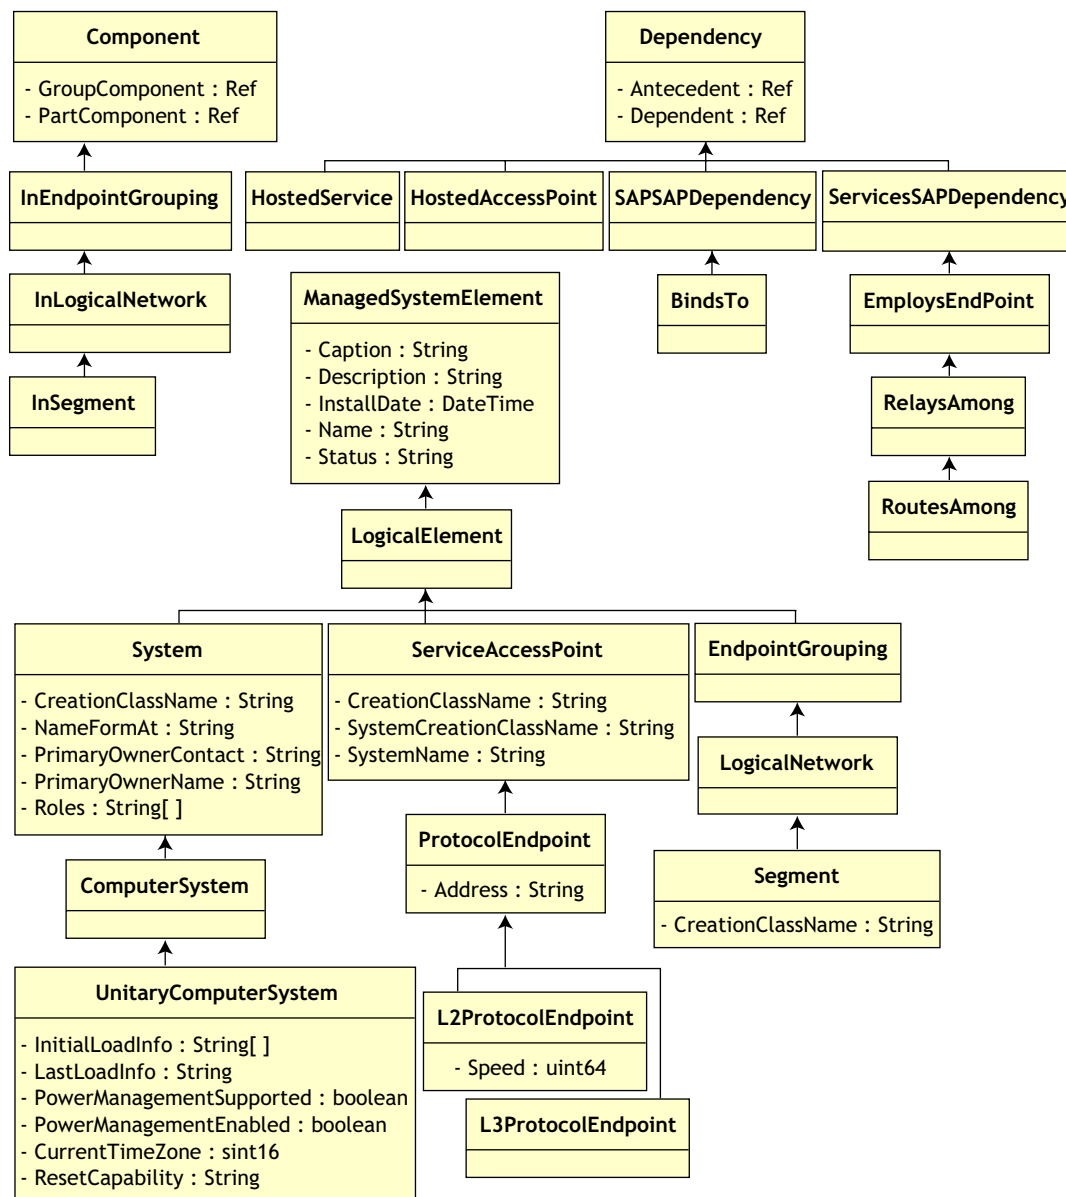 Component
- GroupComponent : Ref
- PartComponent : Ref
Dependency
- Antecedent : Ref
- Dependent : Ref
InEndpointGrouping
HostedService
HostedAccessPoint
SAPSAPDependency
ServicesSAPDependency
InLogicalNetwork
ManagedSystemElement
- Caption : String
- Description : String
- InstallDate : DateTime
- Name : String
- Status : String
BindsTo
EmploysEndPoint
InSegment
RelaysAmong
RoutesAmong
LogicalElement
System
- CreationClassName : String
- NameFormAt : String
- PrimaryOwnerContact : String
- PrimaryOwnerName : String
- Roles : String[ ]
ServiceAccessPoint
- CreationClassName : String
- SystemCreationClassName : String
- SystemName : String
EndpointGrouping
LogicalNetwork
ProtocolEndpoint
- Address : String
Segment
- CreationClassName : String
ComputerSystem
UnitaryComputerSystem
- InitialLoadInfo : String[ ]
- LastLoadInfo : String
- PowerManagementSupported : boolean
- PowerManagementEnabled : boolean
- CurrentTimeZone : sint16
- ResetCapability : String
L2ProtocolEndpoint
- Speed : uint64
L3ProtocolEndpoint